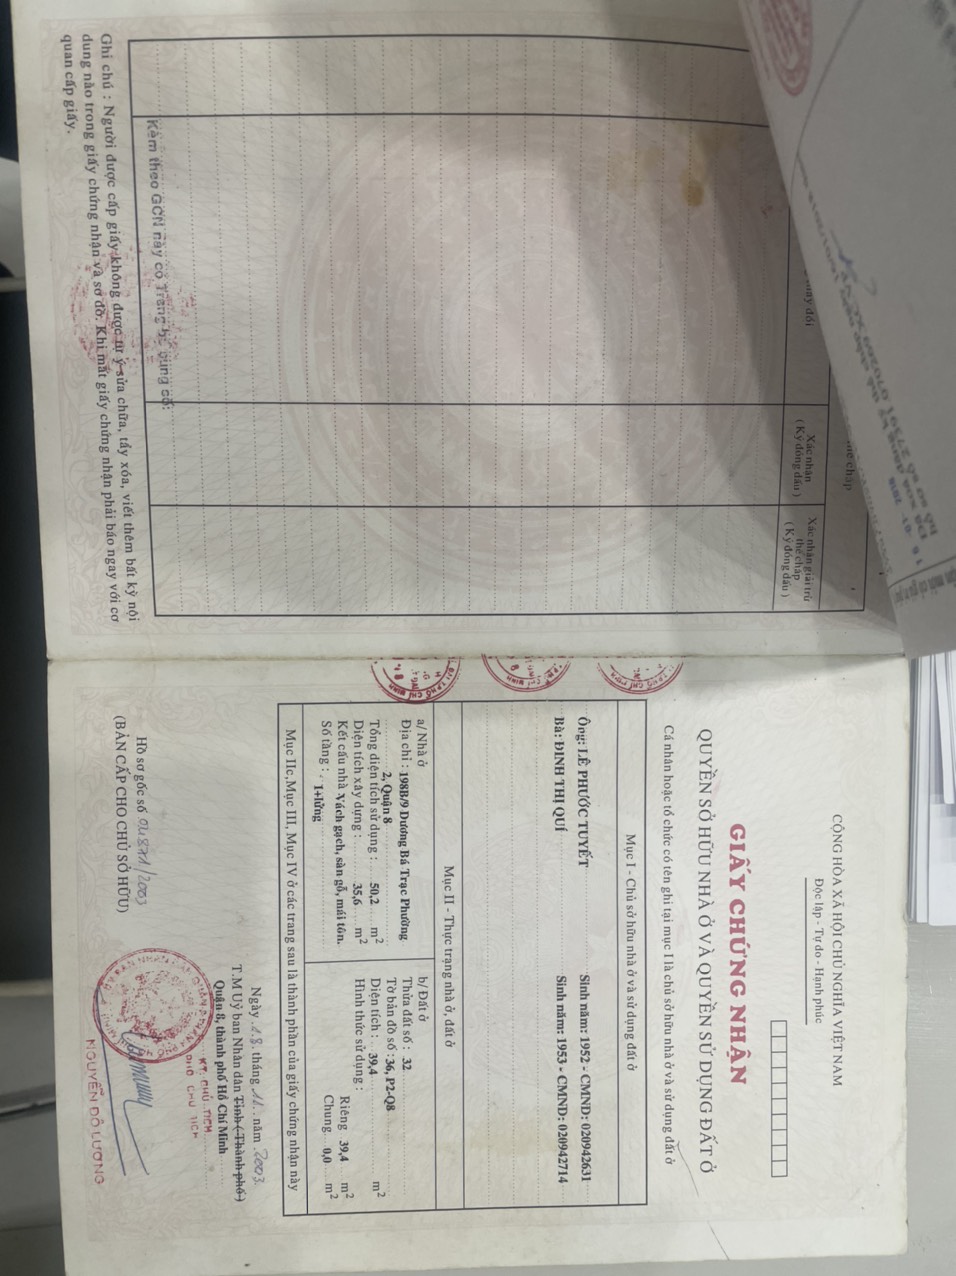 CỘNG HÒA XÃ HỘI CHỦ NGHĨA VIỆT NAM
Độc lập - Tự do - Hạnh phúc
GIẤY CHỨNG NHẬN
QUYỀN SỞ HỮU NHÀ Ở VÀ QUYỀN SỬ DỤNG ĐẤT Ở
Cá nhân hoặc tổ chức có tên ghi tại mục I là chủ sở hữu nhà ở và sử dụng đất ở
Mục I - Chủ sở hữu nhà ở và sử dụng đất ở
Ông: LÊ PHƯỚC TUYẾT Sinh năm: 1952 - CMND: 020942631
Bà: ĐINH THỊ QUÍ Sinh năm: 1953 - CMND: 020942714
Mục II - Thực trạng nhà ở, đất ở
a/ Nhà ở
Địa chỉ : 198B/9 Dương Bá Trạc Phường
2, Quận 8
Tổng diện tích sử dụng : 50,2 m2
Diện tích xây dựng : 35,6 m2
Kết cấu nhà Vách gạch, sàn gỗ, mái tôn.
Số tầng : 1+lửng
b/ Đất ở
Thửa đất số : 32
Tờ bản đồ số :36, P2-Q8
Diện tích : 39,4 m2
Hình thức sử dụng :
Riêng 39,4 m2
Chung 0,0 m2
Mục IIc,Mục III, Mục IV ở các trang sau là thành phần của giấy chứng nhận này
Ngày 18 tháng 11 năm 2003
T.M Uỷ ban Nhân dân Tỉnh ( Thành phố )
Quận 8, thành phố Hồ Chí Minh
KT. CHỦ TỊCH
PHÓ CHỦ TỊCH
NGUYỄN ĐÔ LƯƠNG
Hồ sơ gốc số /2003
(BẢN CẤP CHO CHỦ SỞ HỮU)
thế chấp
thay đổi
Xác nhận
( Ký đóng dấu )
Xác nhận giải trừ
thế chấp
( Ký đóng dấu )
Kèm theo GCN này có Trang bổ sung số:
Ghi chú : Người được cấp giấy không được tự ý sửa chữa, tẩy xóa, viết thêm bất kỳ nội
dung nào trong giấy chứng nhận và sơ đồ. Khi mất giấy chứng nhận phải báo ngay với cơ
quan cấp giấy.